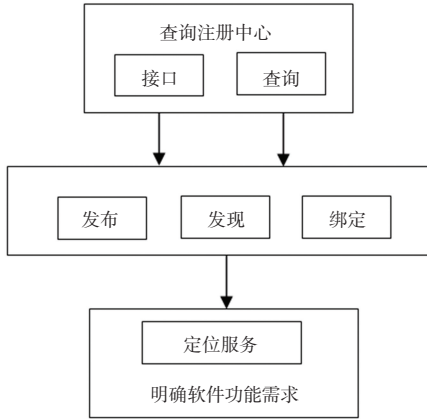 查询注册中心
接口 查询
发布 发现 绑定
定位服务
明确软件功能需求